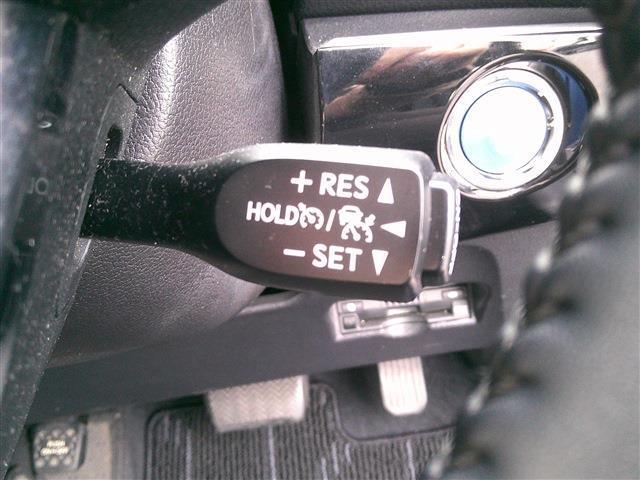 + RES
HOLD /
− SET